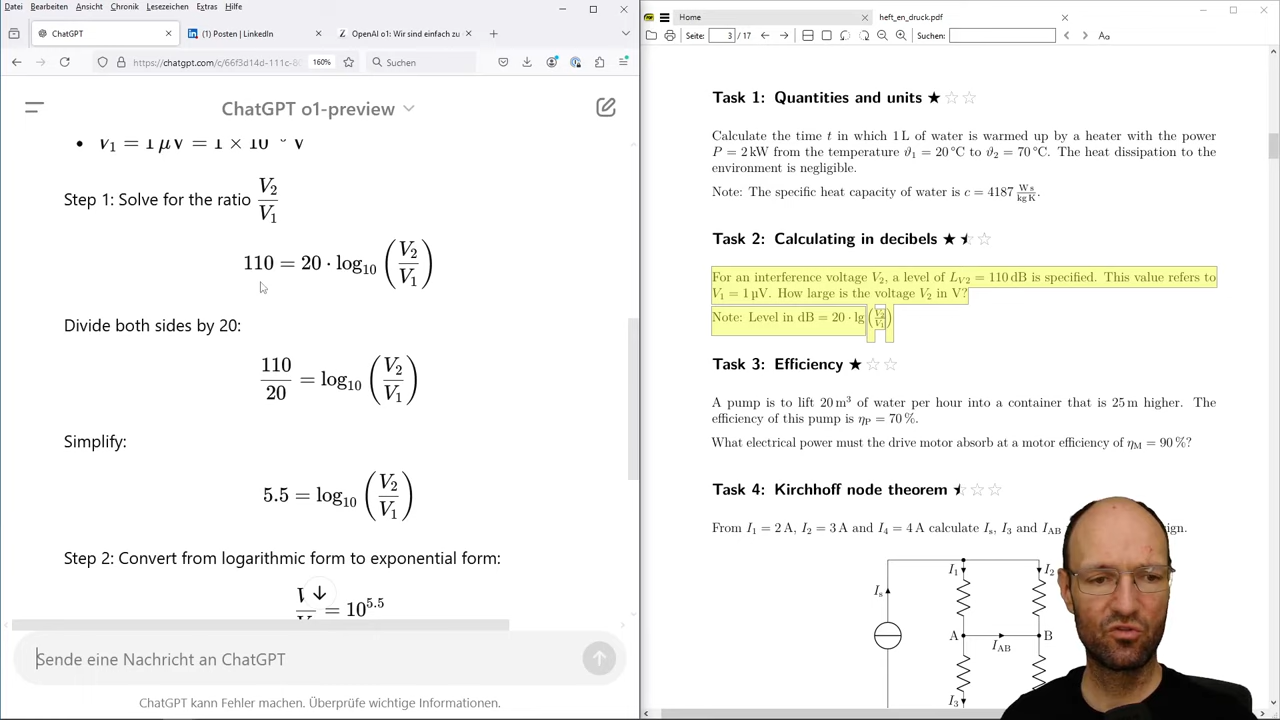 Datei Bearbeiten Ansicht Chronik Lesezeichen Extras Hilfe
ChatGPT
(1) Posten | LinkedIn
OpenAI o1: Wir sind einfach zu
https://chatgpt.com/c/66f3d14d-111c-80
160%
Suchen
ChatGPT o1-preview
Step 1: Solve for the ratio V₂/V₁
110 = 20 · log₁₀ (V₂/V₁)
Divide both sides by 20:
110/20 = log₁₀ (V₂/V₁)
Simplify:
5.5 = log₁₀ (V₂/V₁)
Step 2: Convert from logarithmic form to exponential form:
= 10^5.5
Sende eine Nachricht an ChatGPT
ChatGPT kann Fehler machen. Überprüfe wichtige Informationen.
Home
heft_en_druck.pdf
Seite: 3 / 17
Suchen:
Task 1: Quantities and units ★☆☆
Calculate the time t in which 1 L of water is warmed up by a heater with the power
P = 2 kW from the temperature ϑ₁ = 20 °C to ϑ₂ = 70 °C. The heat dissipation to the
environment is negligible.
Note: The specific heat capacity of water is c = 4187 W s/kg K.
Task 2: Calculating in decibels
For an interference voltage V₂, a level of L_V2 = 110 dB is specified. This value refers to
V₁ = 1 µV. How large is the voltage V₂ in V?
Note: Level in dB = 20 · lg (V₂/V₁)
Task 3: Efficiency ★☆☆
A pump is to lift 20 m³ of water per hour into a container that is 25 m higher. The
efficiency of this pump is η_P = 70 %.
What electrical power must the drive motor absorb at a motor efficiency of η_M = 90 %?
Task 4: Kirchhoff node theorem
From I₁ = 2 A, I₂ = 3 A and I₄ = 4 A calculate Iₛ, I₃ and I_AB
I₁
I₂
Iₛ
A
B
I_AB
I₃